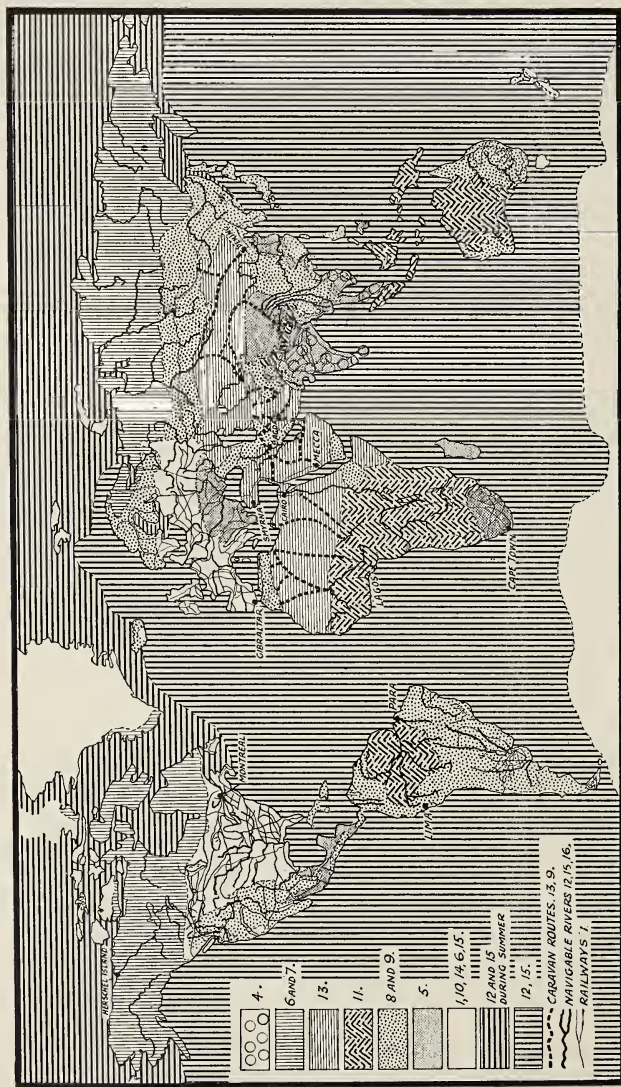 HERSCHEL ISLAND
MONTREAL
GIBRALTAR
SMYRNA
CAIRO
MECCA
LAGOS
CAPE TOWN
PARA
LIMA
4.
6 AND 7.
13.
11.
8 AND 9.
5.
1,10,14,6,15.
12 AND 15
DURING SUMMER
12, 15.
CARAVAN ROUTES. 13, 9.
NAVIGABLE RIVERS 12,15,16.
RAILWAYS 1.